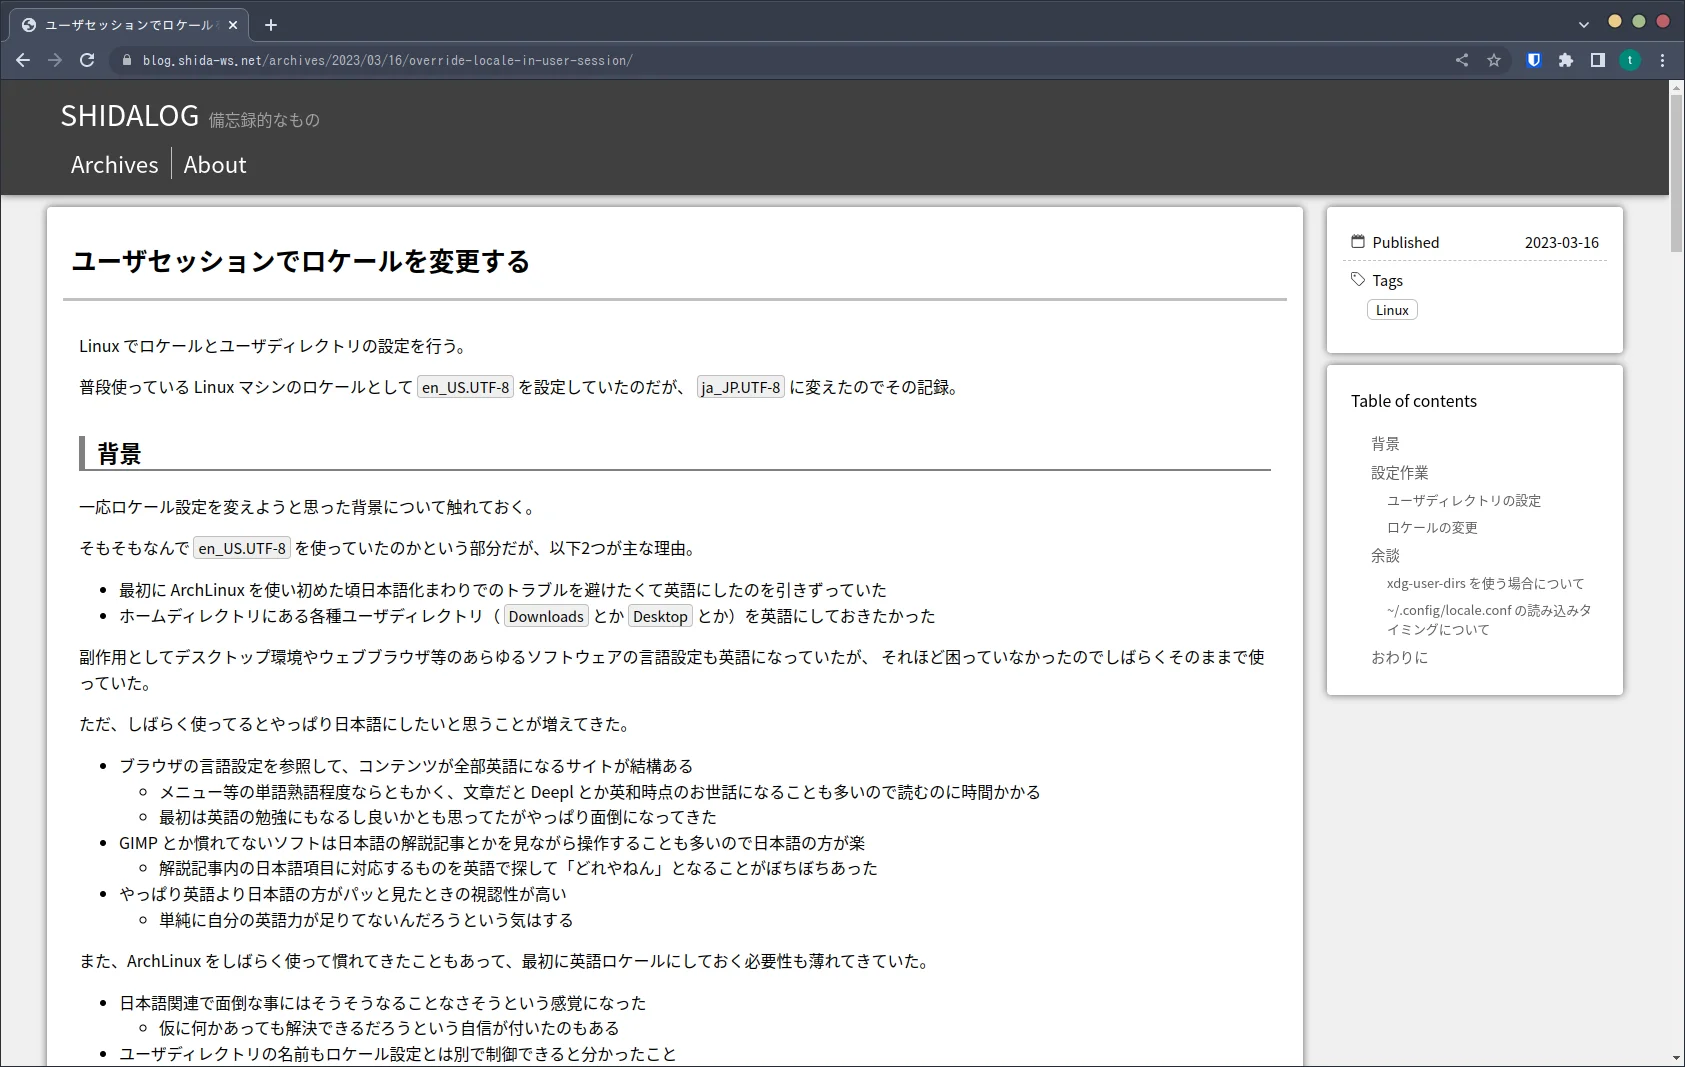 ユーザセッションでロケール
blog.shida-ws.net/archives/2023/03/16/override-locale-in-user-session/
t
SHIDALOG 備忘録的なもの
Archives About
ユーザセッションでロケールを変更する
Linux でロケールとユーザディレクトリの設定を行う。
普段使っている Linux マシンのロケールとして en_US.UTF-8 を設定していたのだが、 ja_JP.UTF-8 に変えたのでその記録。
背景
一応ロケール設定を変えようと思った背景について触れておく。
そもそもなんで en_US.UTF-8 を使っていたのかという部分だが、以下2つが主な理由。
最初に ArchLinux を使い初めた頃日本語化まわりでのトラブルを避けたくて英語にしたのを引きずっていた
ホームディレクトリにある各種ユーザディレクトリ（ Downloads とか Desktop とか）を英語にしておきたかった
副作用としてデスクトップ環境やウェブブラウザ等のあらゆるソフトウェアの言語設定も英語になっていたが、 それほど困っていなかったのでしばらくそのままで使
っていた。
ただ、しばらく使ってるとやっぱり日本語にしたいと思うことが増えてきた。
ブラウザの言語設定を参照して、コンテンツが全部英語になるサイトが結構ある
メニュー等の単語熟語程度ならともかく、文章だと Deepl とか英和時点のお世話になることも多いので読むのに時間かかる
最初は英語の勉強にもなるし良いかとも思ってたがやっぱり面倒になってきた
GIMP とか慣れてないソフトは日本語の解説記事とかを見ながら操作することも多いので日本語の方が楽
解説記事内の日本語項目に対応するものを英語で探して「どれやねん」となることがぼちぼちあった
やっぱり英語より日本語の方がパッと見たときの視認性が高い
単純に自分の英語力が足りてないんだろうという気はする
また、ArchLinux をしばらく使って慣れてきたこともあって、最初に英語ロケールにしておく必要性も薄れてきていた。
日本語関連で面倒な事にはそうそうなることなさそうという感覚になった
仮に何かあっても解決できるだろうという自信が付いたのもある
ユーザディレクトリの名前もロケール設定とは別で制御できると分かったこと
Published 2023-03-16
Tags
Linux
Table of contents
背景
設定作業
ユーザディレクトリの設定
ロケールの変更
余談
xdg-user-dirs を使う場合について
~/.config/locale.conf の読み込みタ
イミングについて
おわりに